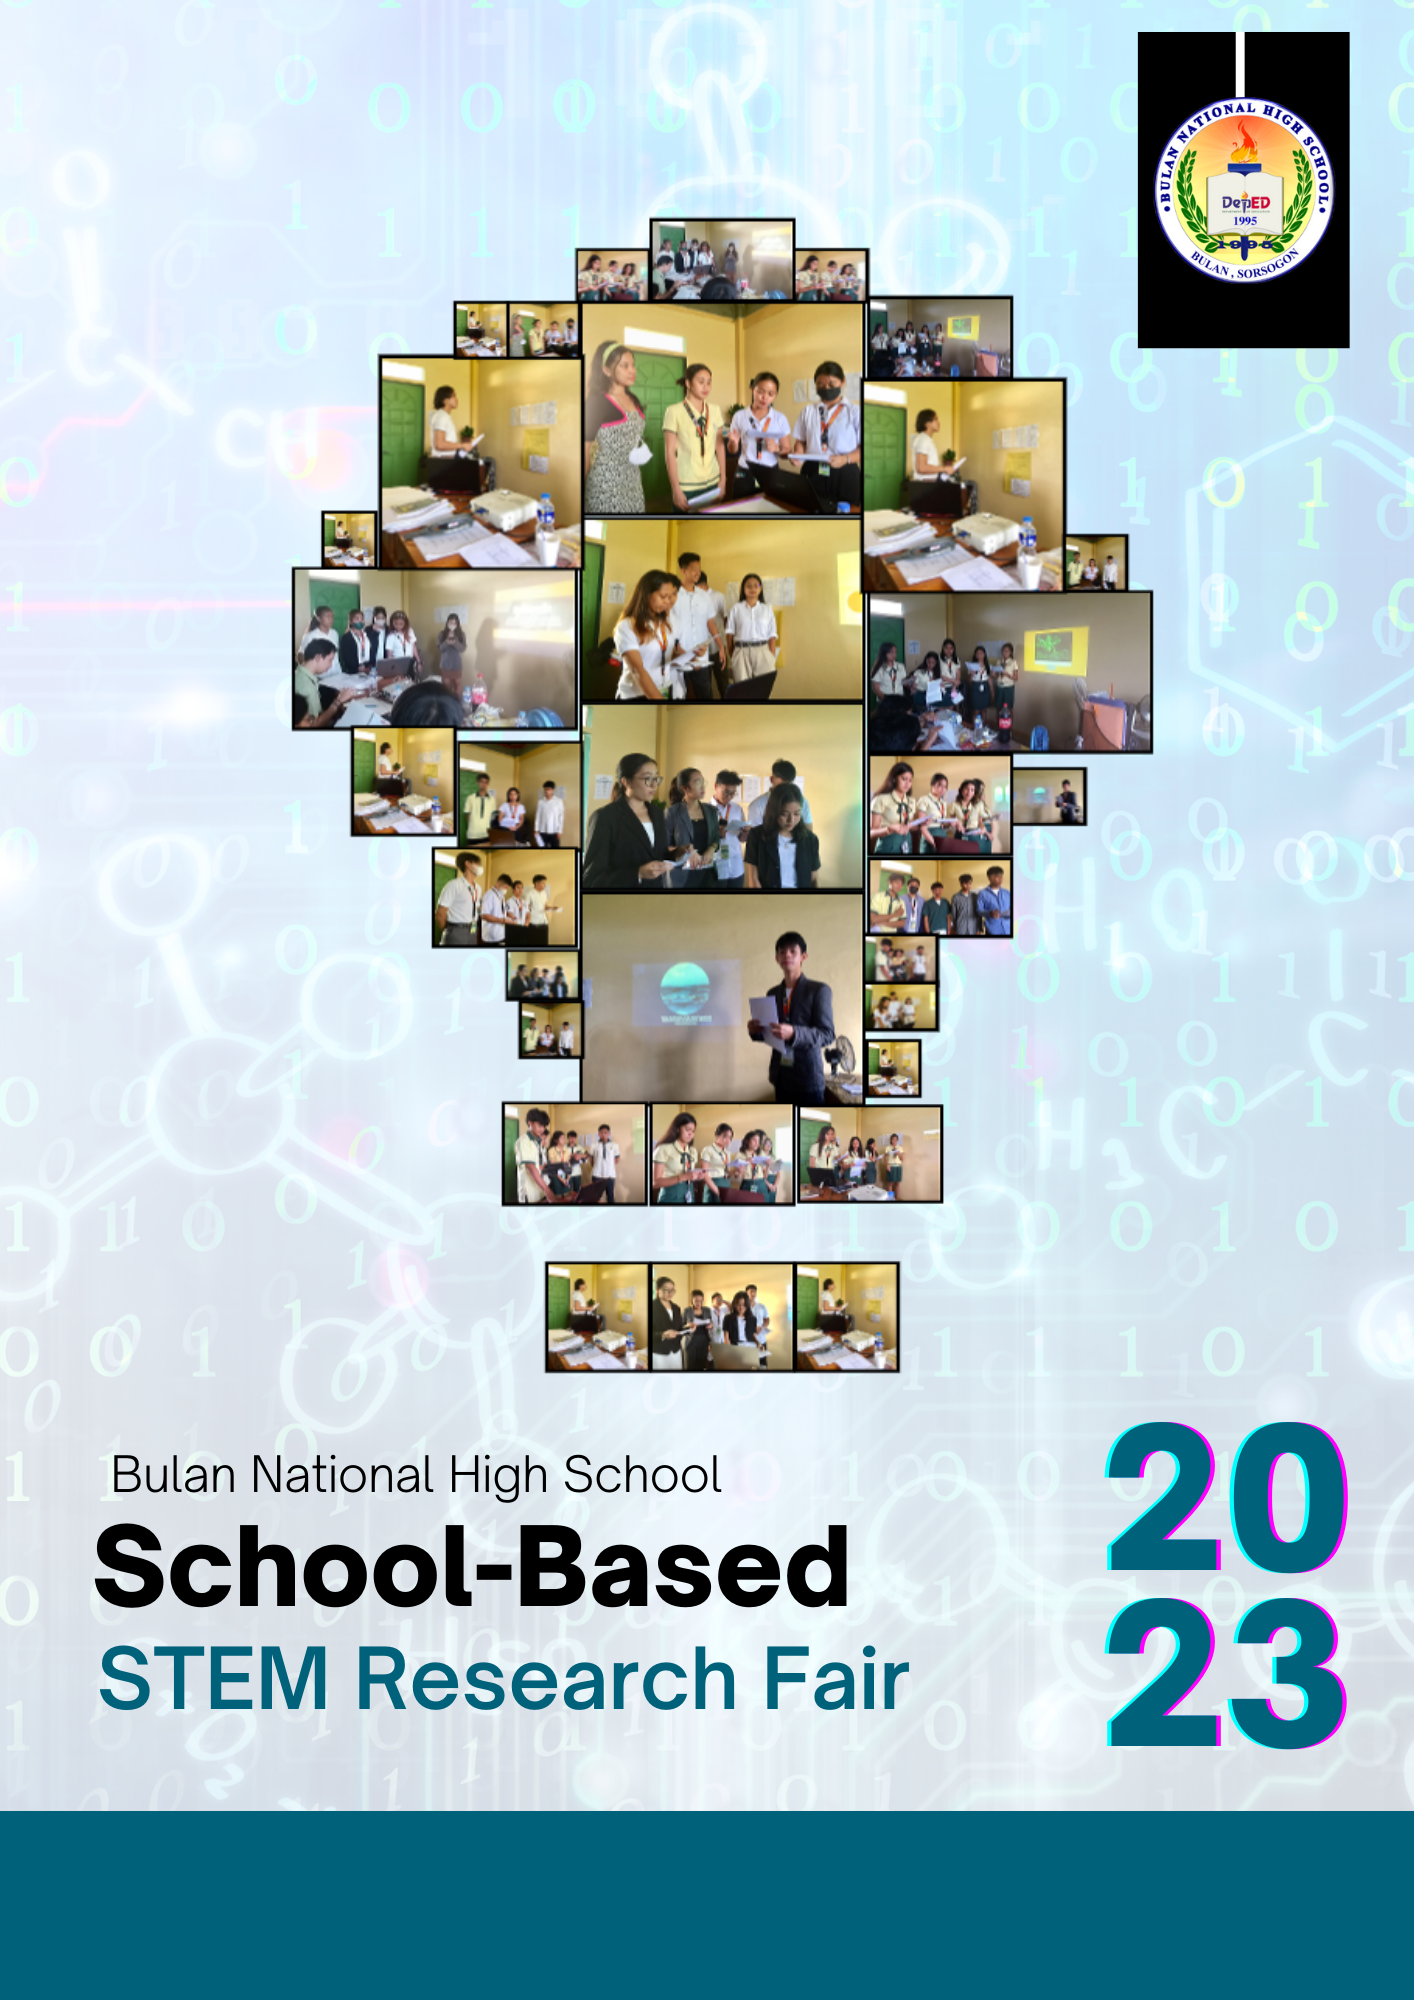 BULAN NATIONAL HIGH SCHOOL
DepED
1995
1995
BULAN, SORSOGON
Bulan National High School
School-Based
STEM Research Fair
20
23